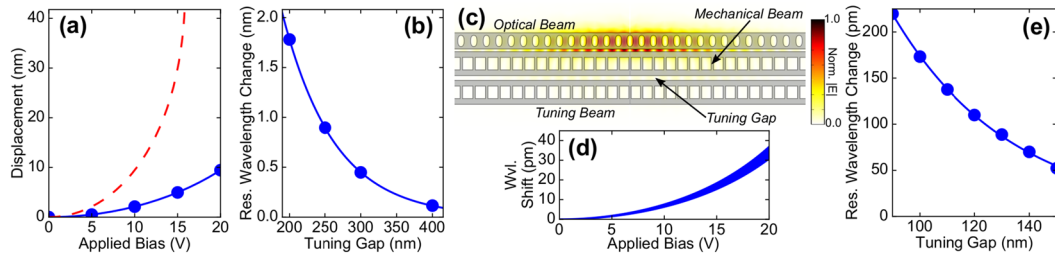 (a)
Displacement (nm)
40
30
20
10
0
0 5 10 15 20
Applied Bias (V)
(b)
Res. Wavelength Change (pm)
2.0
1.5
1.0
0.5
0.0
200 250 300 350 400
Tuning Gap (nm)
(c)
Optical Beam
Mechanical Beam
Tuning Beam
Tuning Gap
1.0
Norm. |E|
0.0
(d)
Wvl.
Shift (pm)
40
30
20
10
0
0 5 10 15 20
Applied Bias (V)
(e)
Res. Wavelength Change (pm)
225
200
150
100
50
0
100 120 140
Tuning Gap (nm)